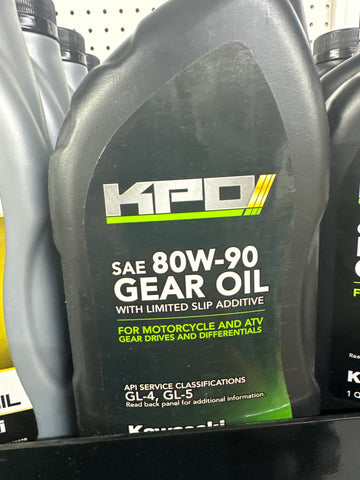 KPO
SAE 80W-90
GEAR OIL
WITH LIMITED SLIP ADDITIVE
FOR MOTORCYCLE AND ATV
GEAR DRIVES AND DIFFERENTIALS
API SERVICE CLASSIFICATIONS
GL-4, GL-5
Read back panel for additional information.
Kawasaki
IL